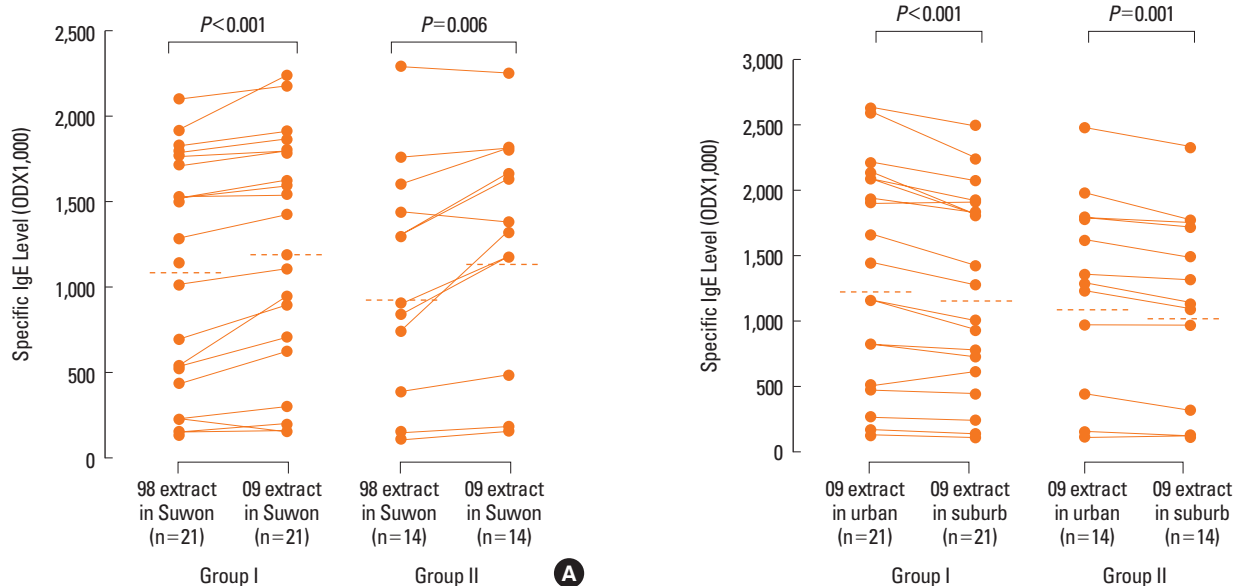 P<0.001
P=0.006
2,500
2,000
1,500
1,000
500
0
Specific IgE Level (ODX1,000)
98 extract
in Suwon
(n=21)
09 extract
in Suwon
(n=21)
98 extract
in Suwon
(n=14)
09 extract
in Suwon
(n=14)
Group I
Group II
A
P<0.001
P=0.001
3,000
2,500
2,000
1,500
1,000
500
0
Specific IgE Level (ODX1,000)
09 extract
in urban
(n=21)
09 extract
in suburb
(n=21)
09 extract
in urban
(n=14)
09 extract
in suburb
(n=14)
Group I
Group II